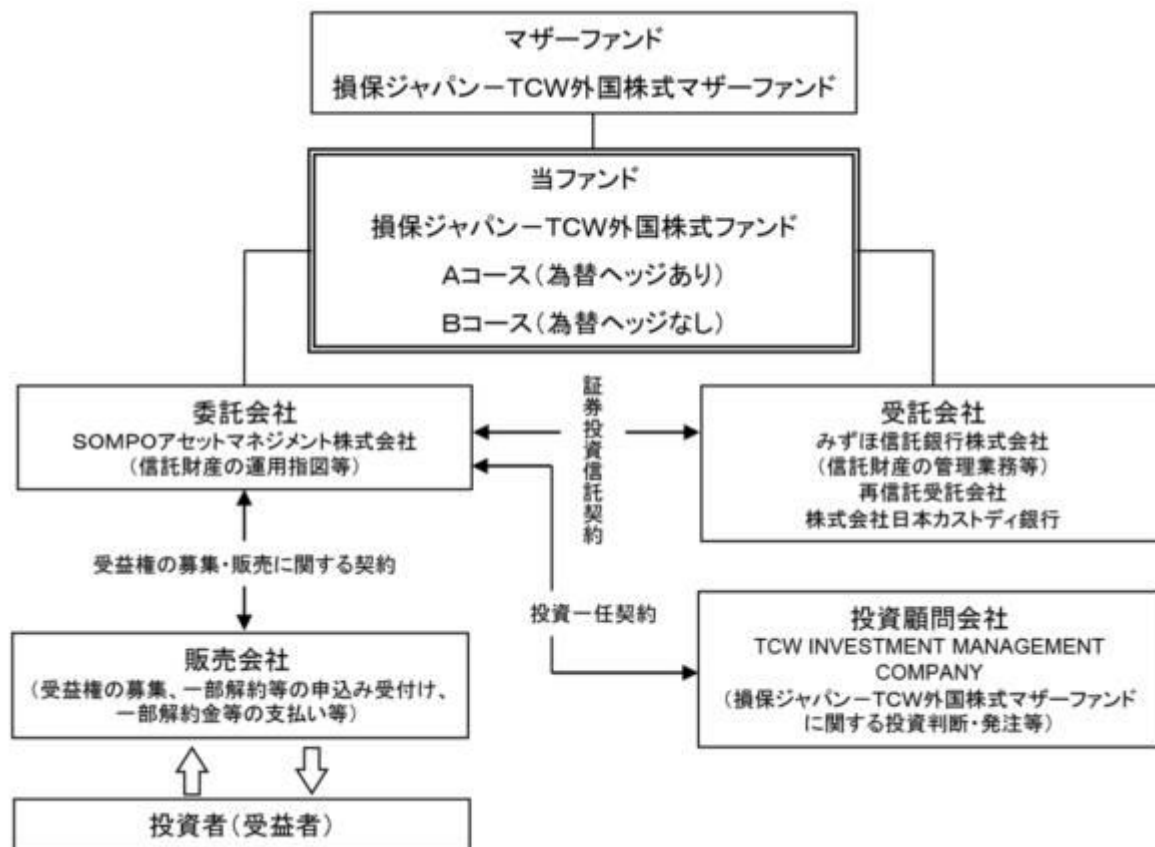 マザーファンド
損保ジャパン－TCW外国株式マザーファンド
当ファンド
損保ジャパン－TCW外国株式ファンド
Aコース（為替ヘッジあり）
Bコース（為替ヘッジなし）
委託会社
SOMPOアセットマネジメント株式会社
（信託財産の運用指図等）
証券投資信託契約
受託会社
みずほ信託銀行株式会社
（信託財産の管理業務等）
再信託受託会社
株式会社日本カストディ銀行
受益権の募集・販売に関する契約
投資一任契約
投資顧問会社
TCW INVESTMENT MANAGEMENT
COMPANY
（損保ジャパン－TCW外国株式マザーファンド
に関する投資判断・発注等）
販売会社
（受益権の募集、一部解約等の申込み受付け、
一部解約金等の支払い等）
投資者（受益者）